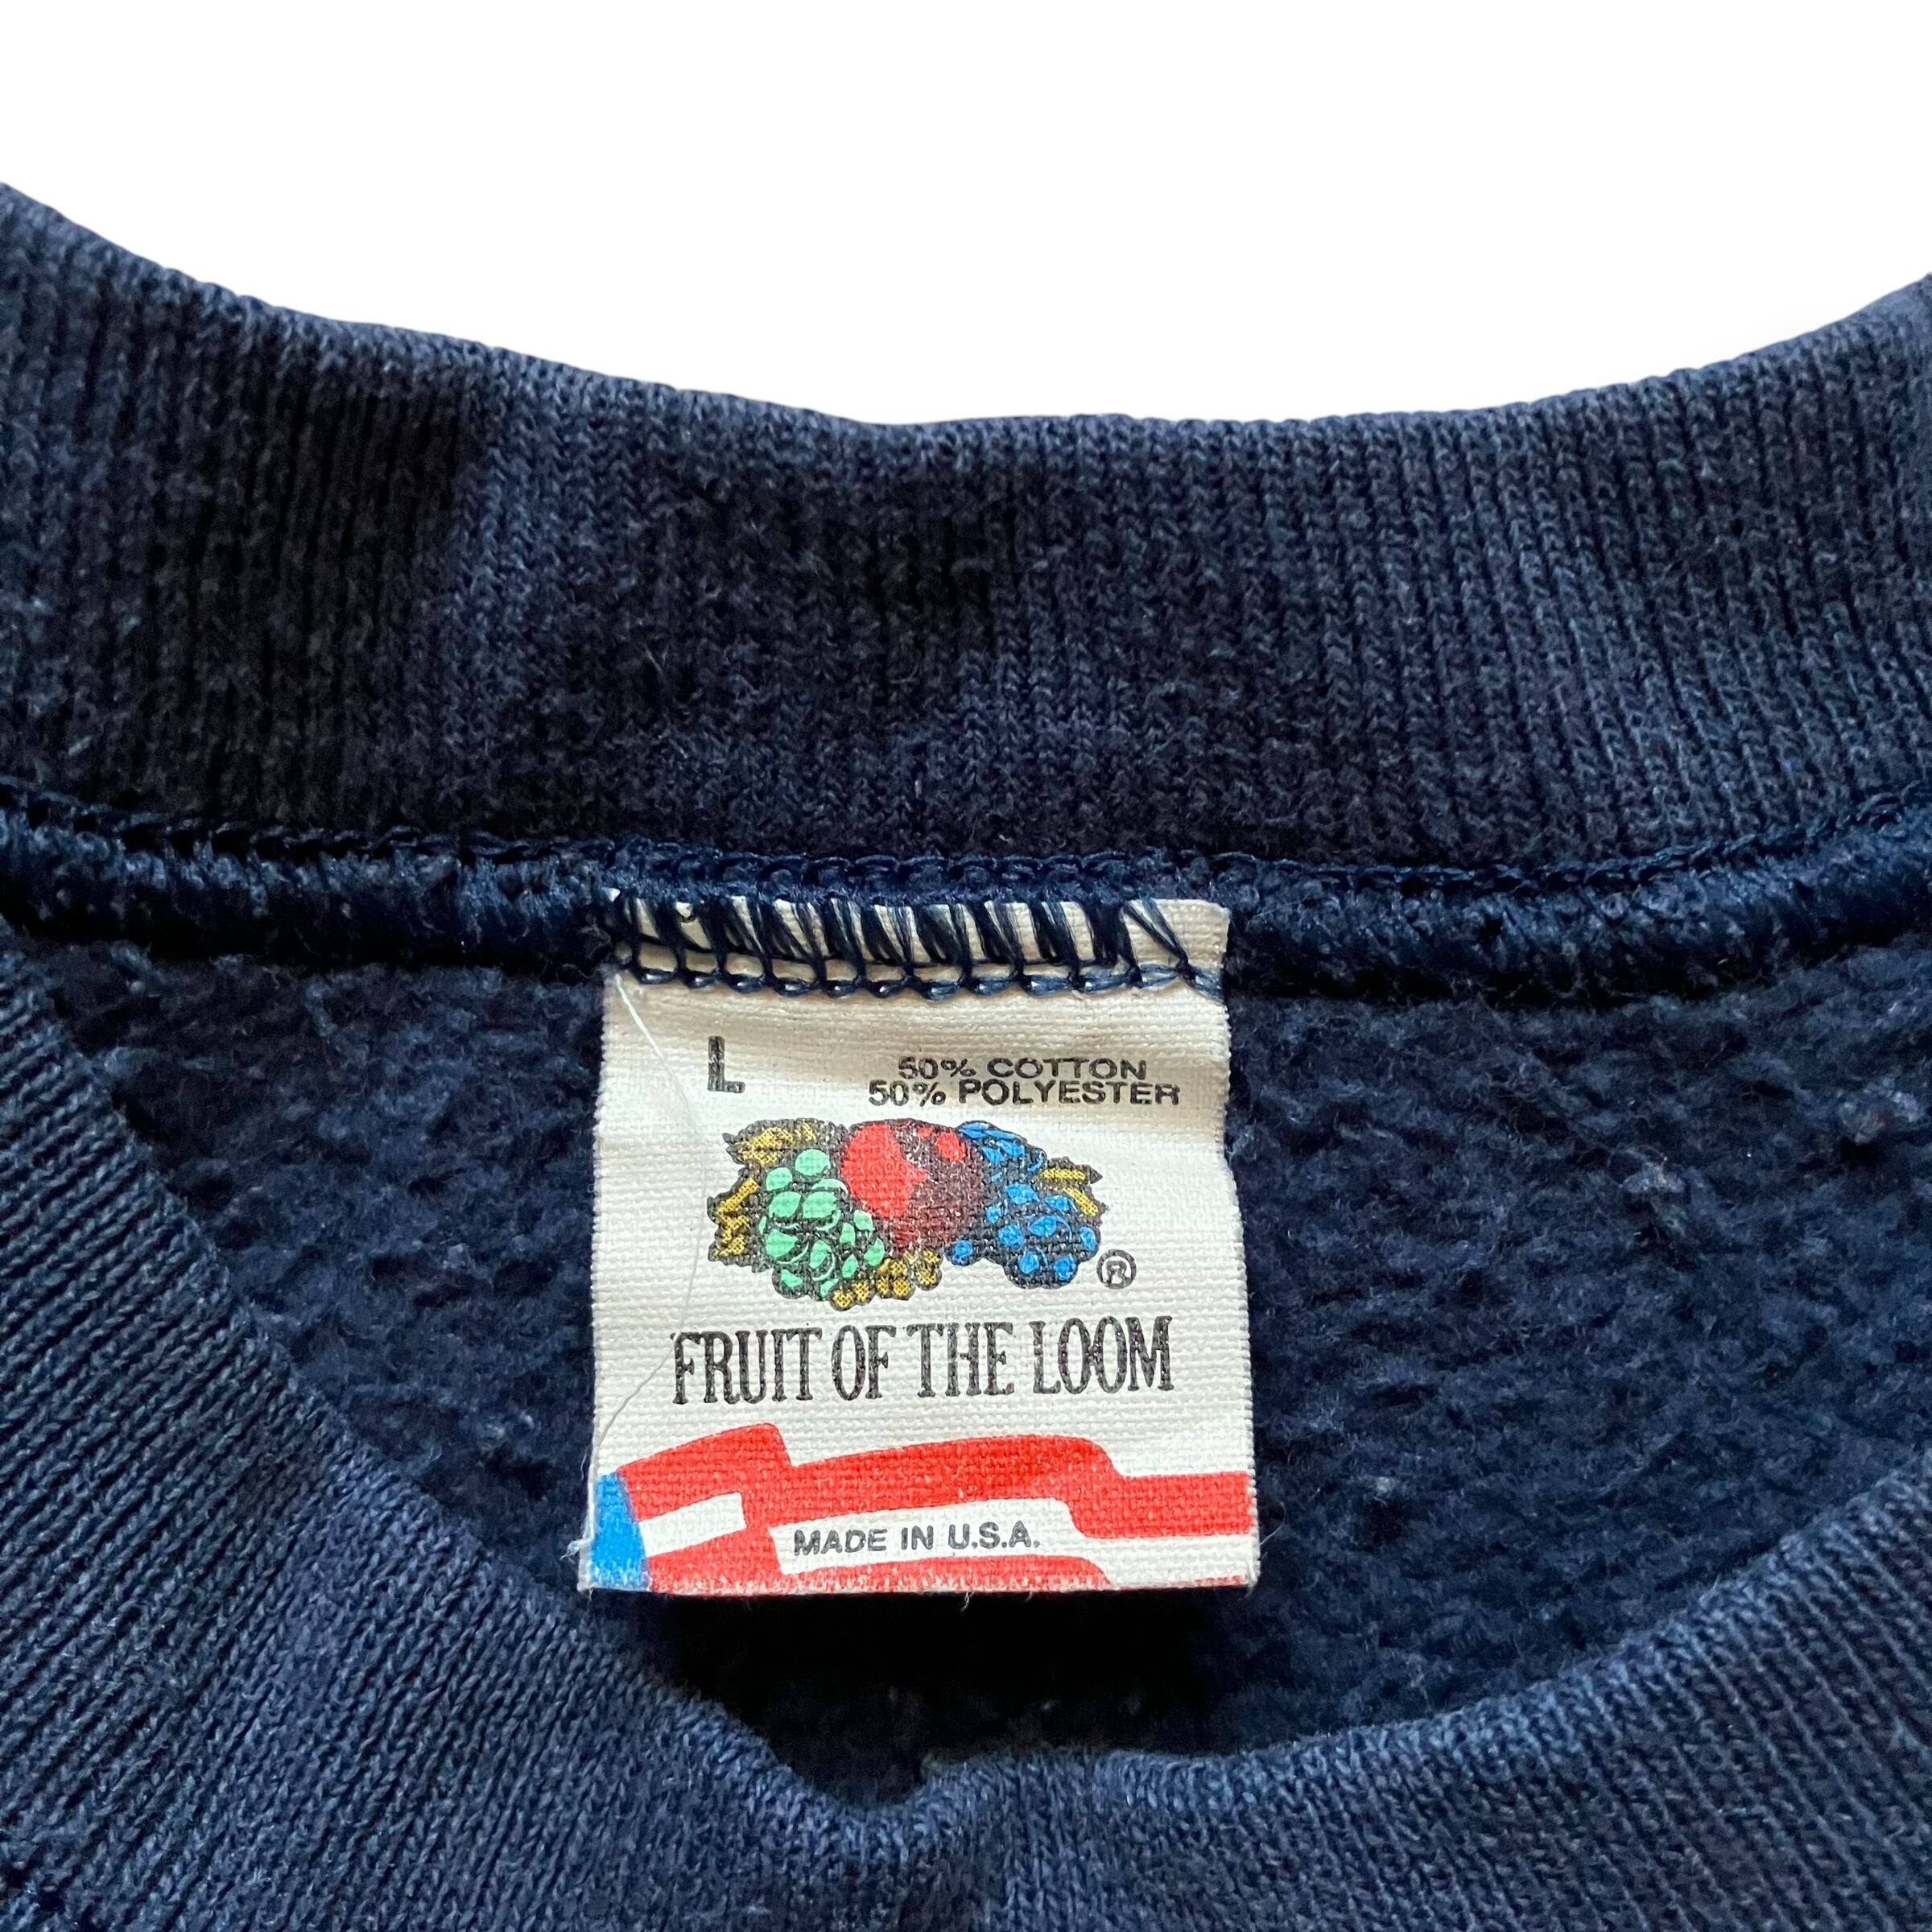 L
50% COTTON
50% POLYESTER
®
FRUIT OF THE LOOM
MADE IN U.S.A.